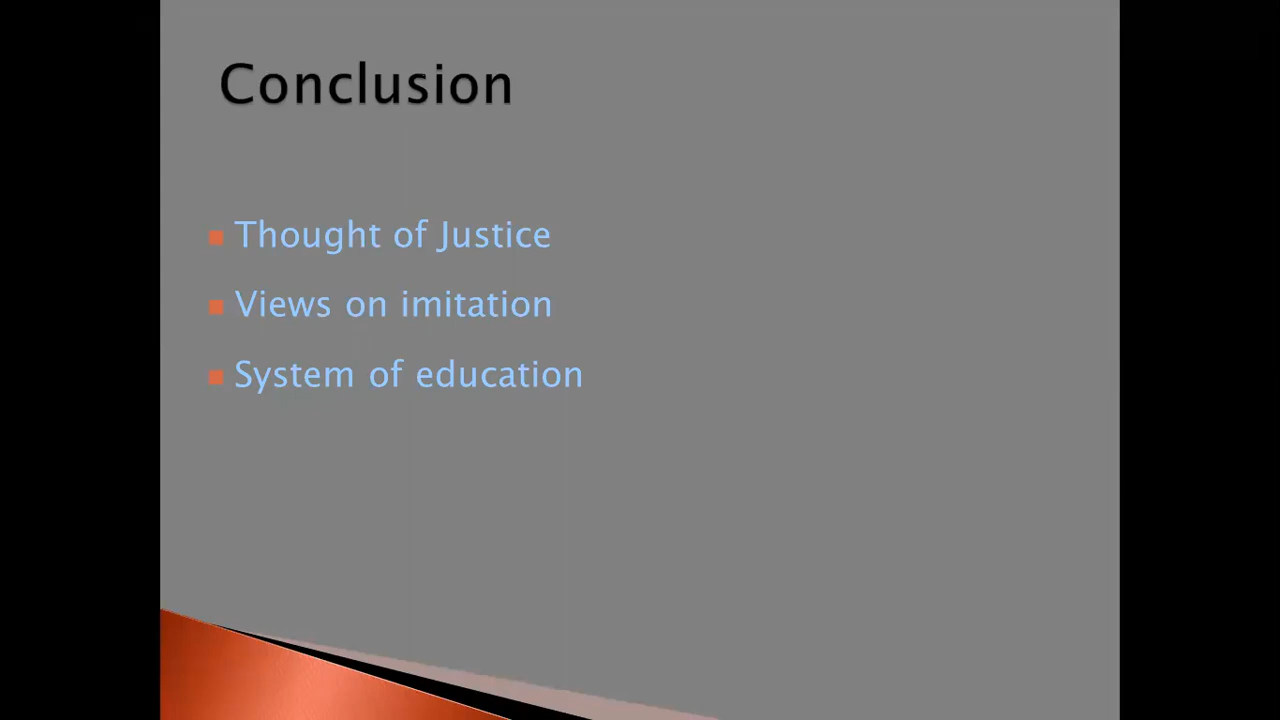 Conclusion
Thought of Justice
Views on imitation
System of education